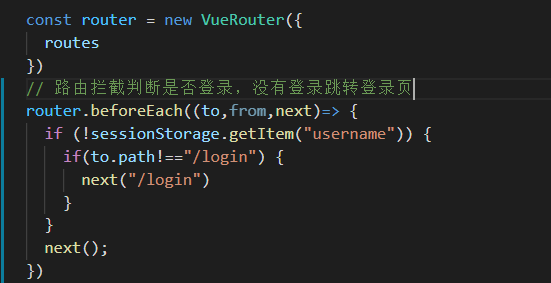 const router = new VueRouter({
  routes
})
// 路由拦截判断是否登录，没有登录跳转登录页
router.beforeEach((to,from,next)=> {
  if (!sessionStorage.getItem("username")) {
    if(to.path!=="/login") {
      next("/login")
    }
  }
  next();
})